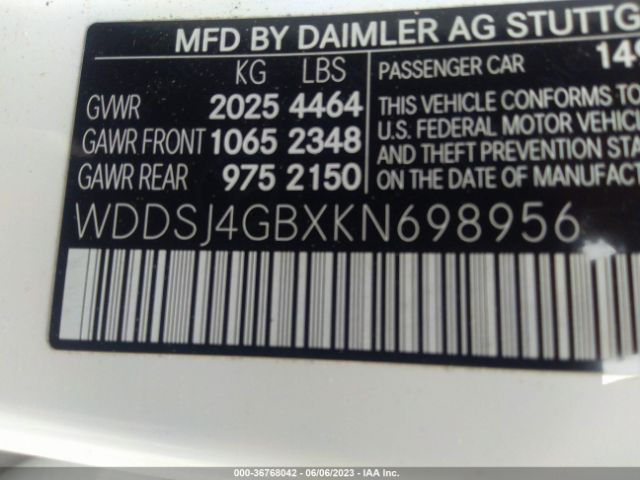 MFD BY DAIMLER AG STUTTG
KG LBS
GVWR 2025 4464
GAWR FRONT 1065 2348
GAWR REAR 975 2150
PASSENGER CAR
THIS VEHICLE CONFORMS TO
U.S. FEDERAL MOTOR VEHICL
AND THEFT PREVENTION STA
ON THE DATE OF MANUFACT
WDDSJ4GBXKN698956
000-36768042 - 06/06/2023 - IAA Inc.